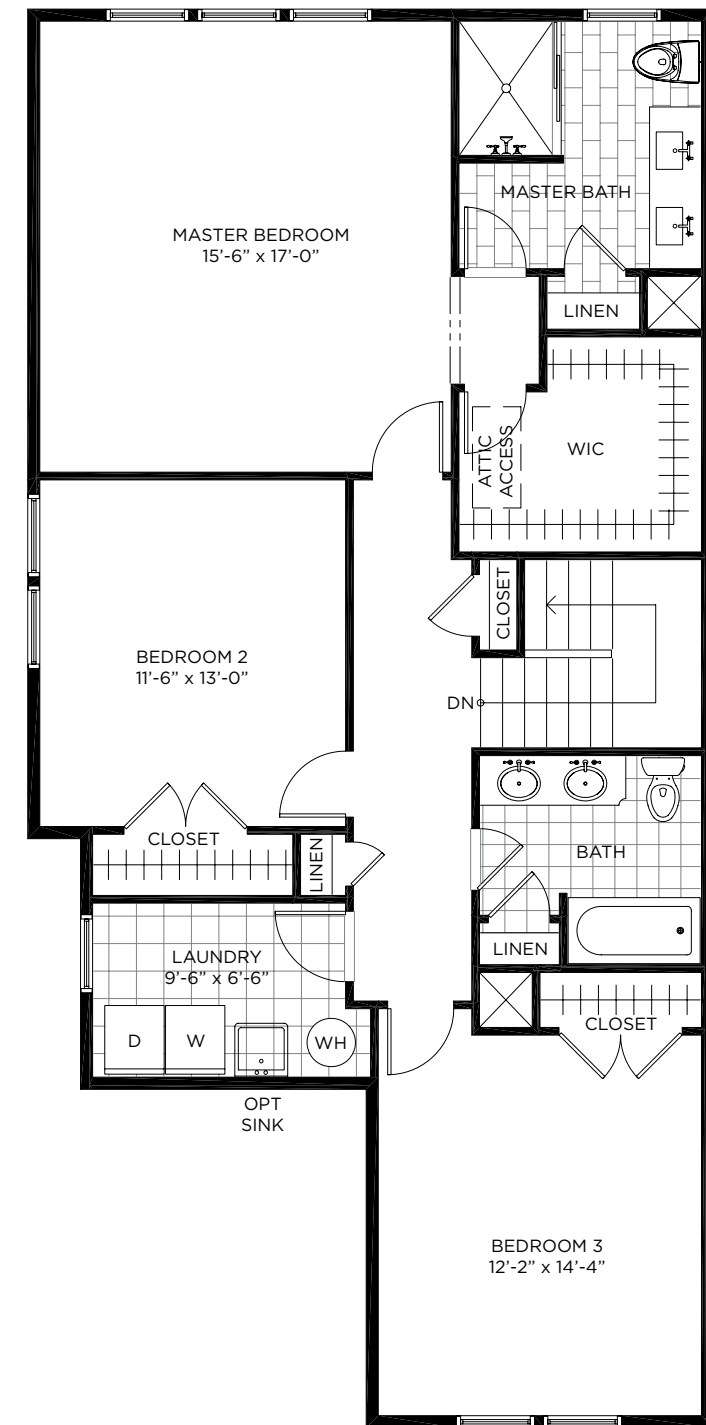 MASTER BATH
MASTER BEDROOM
15’-6” x 17’-0”
LINEN
ATTIC
ACCESS
WIC
CLOSET
BEDROOM 2
11’-6” x 13’-0”
DN
CLOSET
LINEN
BATH
LAUNDRY
9’-6” x 6’-6”
LINEN
D
W
WH
CLOSET
OPT
SINK
BEDROOM 3
12’-2” x 14’-4”